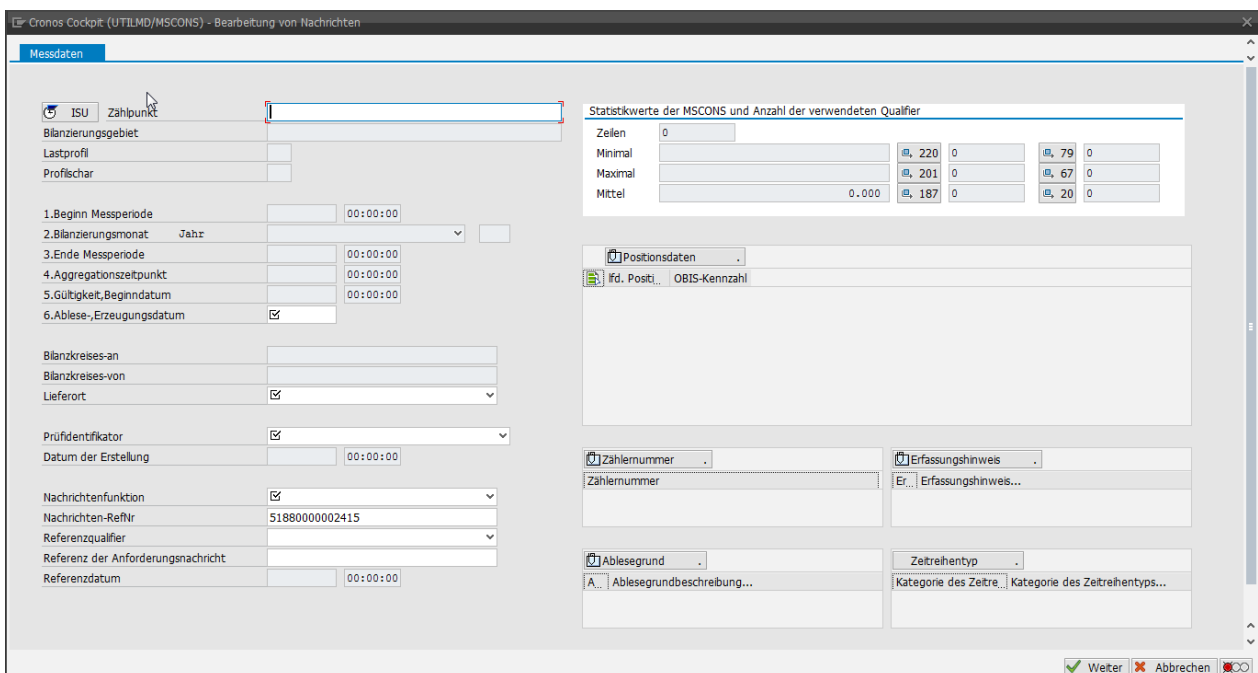 Cronos Cockpit (UTILMD/MSCONS) - Bearbeitung von Nachrichten
Messdaten
ISU Zählpunkt
Bilanzierungsgebiet
Lastprofil
Profilschar
1.Beginn Messperiode 00:00:00
2.Bilanzierungsmonat Jahr
3.Ende Messperiode 00:00:00
4.Aggregationszeitpunkt 00:00:00
5.Gültigkeit,Beginndatum 00:00:00
6.Ablese-,Erzeugungsdatum
Bilanzkreises-an
Bilanzkreises-von
Lieferort
Prüfidentifikator
Datum der Erstellung 00:00:00
Nachrichtenfunktion
Nachrichten-RefNr 51880000002415
Referenzqualifier
Referenz der Anforderungsnachricht
Referenzdatum 00:00:00
Statistikwerte der MSCONS und Anzahl der verwendeten Qualifier
Zeilen 0
Minimal 220 0 79 0
Maximal 201 0 67 0
Mittel 0.000 187 0 20 0
Positionsdaten .
lfd. Positi... OBIS-Kennzahl
Zählernummer .
Zählernummer
Erfassungshinweis .
Er... Erfassungshinweis...
Ablesegrund .
A... Ablesegrundbeschreibung...
Zeitreihentyp .
Kategorie des Zeitre... Kategorie des Zeitreihentyps...
Weiter Abbrechen